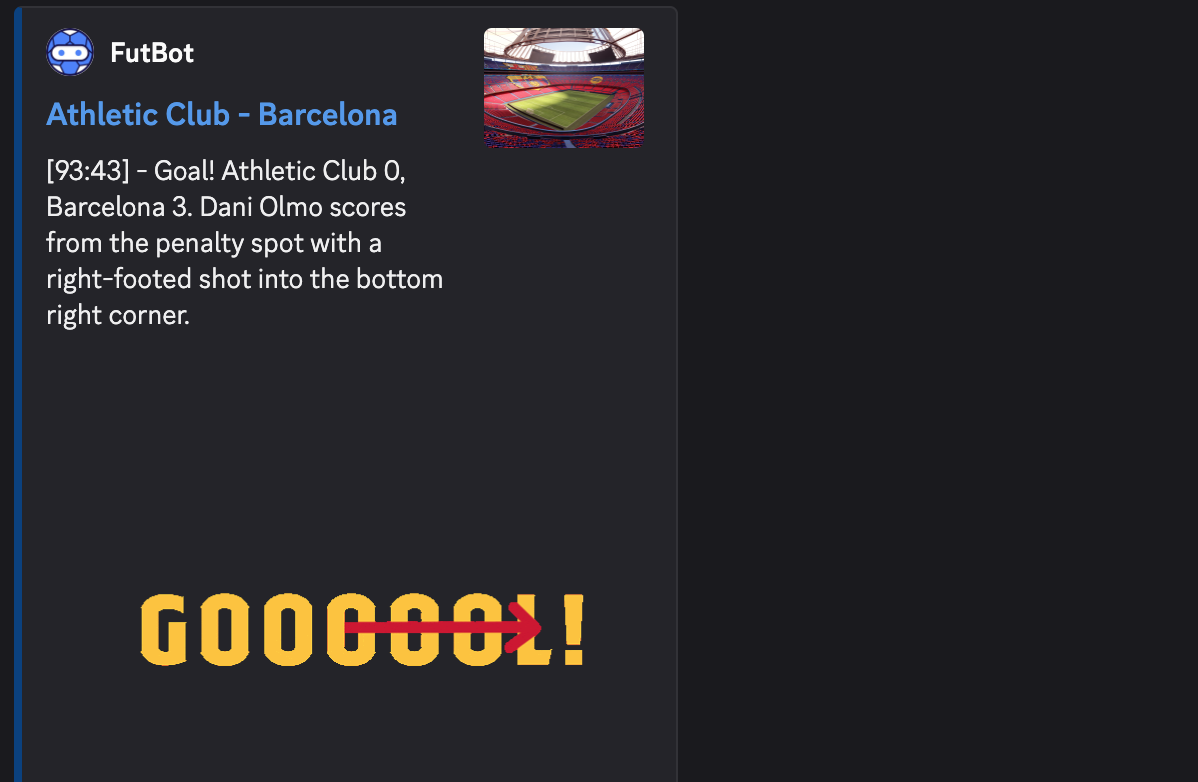 FutBot
Athletic Club - Barcelona
[93:43] - Goal! Athletic Club 0,
Barcelona 3. Dani Olmo scores
from the penalty spot with a
right-footed shot into the bottom
right corner.
GOOOOOL!